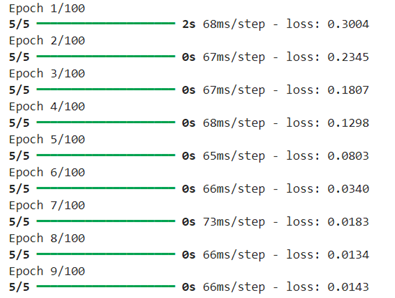 Epoch 1/100
5/5 ━━━━━━━━━━━━━━━━━━━━ 2s 68ms/step - loss: 0.3004
Epoch 2/100
5/5 ━━━━━━━━━━━━━━━━━━━━ 0s 67ms/step - loss: 0.2345
Epoch 3/100
5/5 ━━━━━━━━━━━━━━━━━━━━ 0s 67ms/step - loss: 0.1807
Epoch 4/100
5/5 ━━━━━━━━━━━━━━━━━━━━ 0s 68ms/step - loss: 0.1298
Epoch 5/100
5/5 ━━━━━━━━━━━━━━━━━━━━ 0s 65ms/step - loss: 0.0803
Epoch 6/100
5/5 ━━━━━━━━━━━━━━━━━━━━ 0s 66ms/step - loss: 0.0340
Epoch 7/100
5/5 ━━━━━━━━━━━━━━━━━━━━ 0s 73ms/step - loss: 0.0183
Epoch 8/100
5/5 ━━━━━━━━━━━━━━━━━━━━ 0s 66ms/step - loss: 0.0134
Epoch 9/100
5/5 ━━━━━━━━━━━━━━━━━━━━ 0s 66ms/step - loss: 0.0143